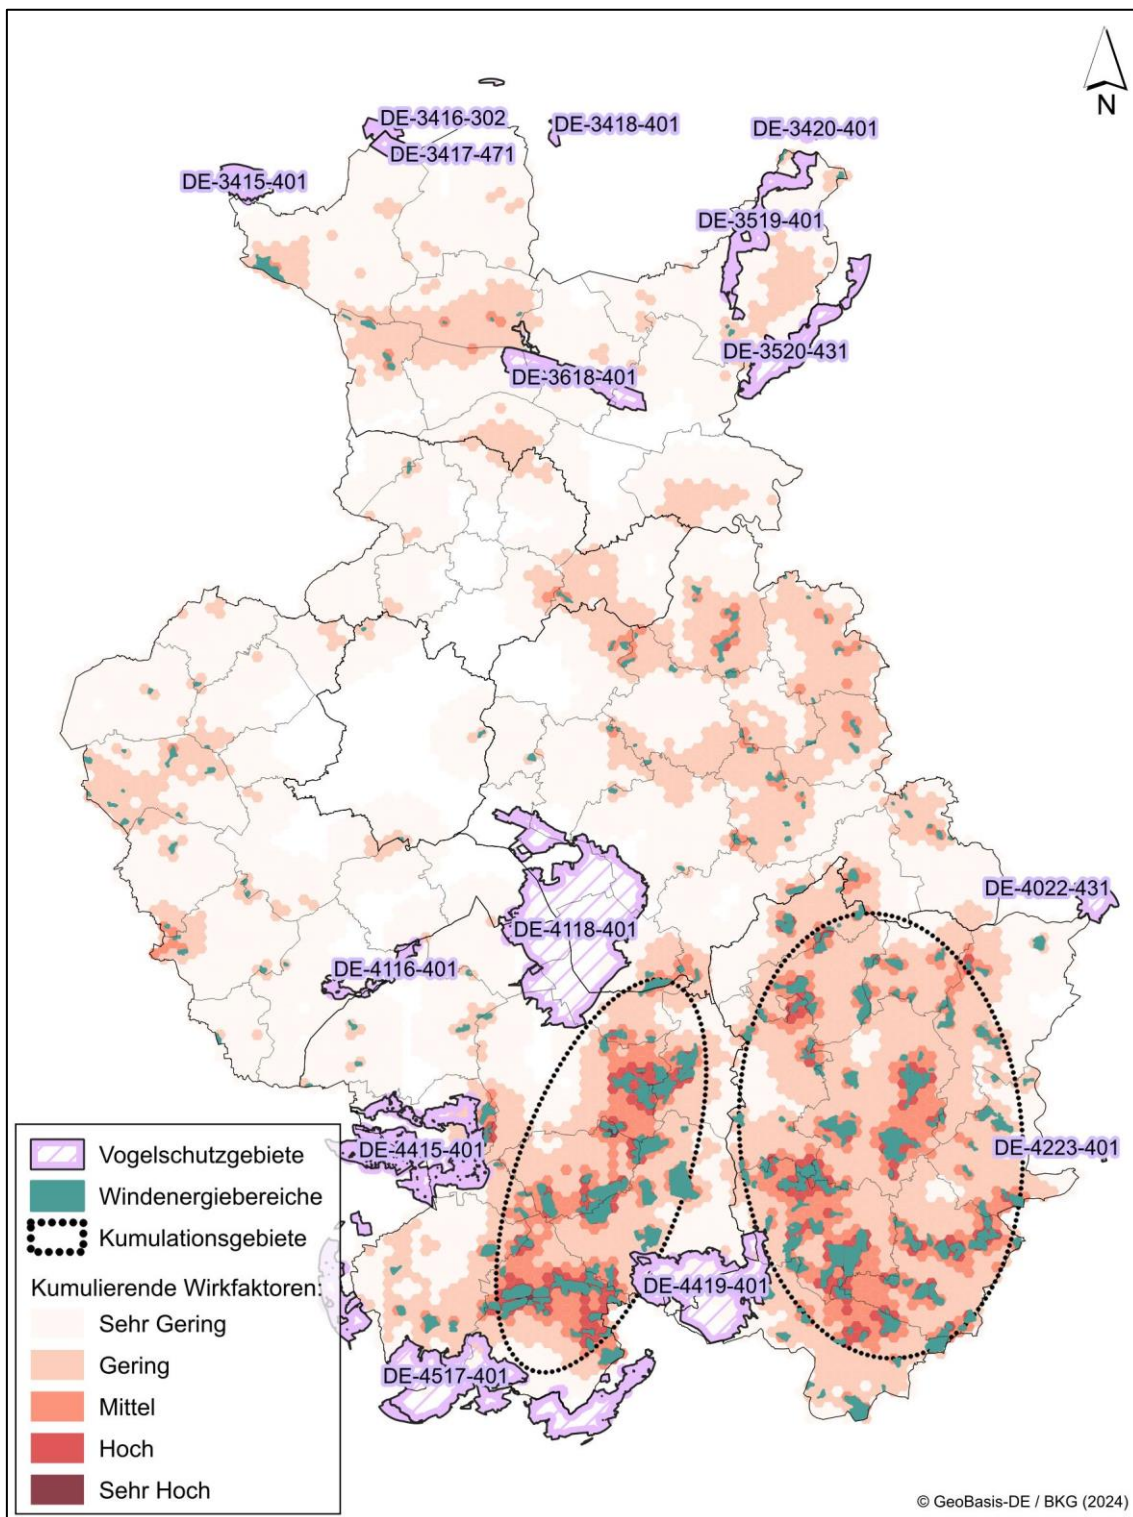 DE-3416-302
DE-3418-401
DE-3420-401
N
DE-3417-471
DE-3415-401
DE-3519-401
DE-3520-431
DE-3618-401
DE-4022-431
DE-4118-401
DE-4116-401
DE-4415-401
DE-4223-401
DE-4419-401
DE-4517-401
Vogelschutzgebiete
Windenergiebereiche
Kumulationsgebiete
Kumulierende Wirkfaktoren:
Sehr Gering
Gering
Mittel
Hoch
Sehr Hoch
© GeoBasis-DE / BKG (2024)